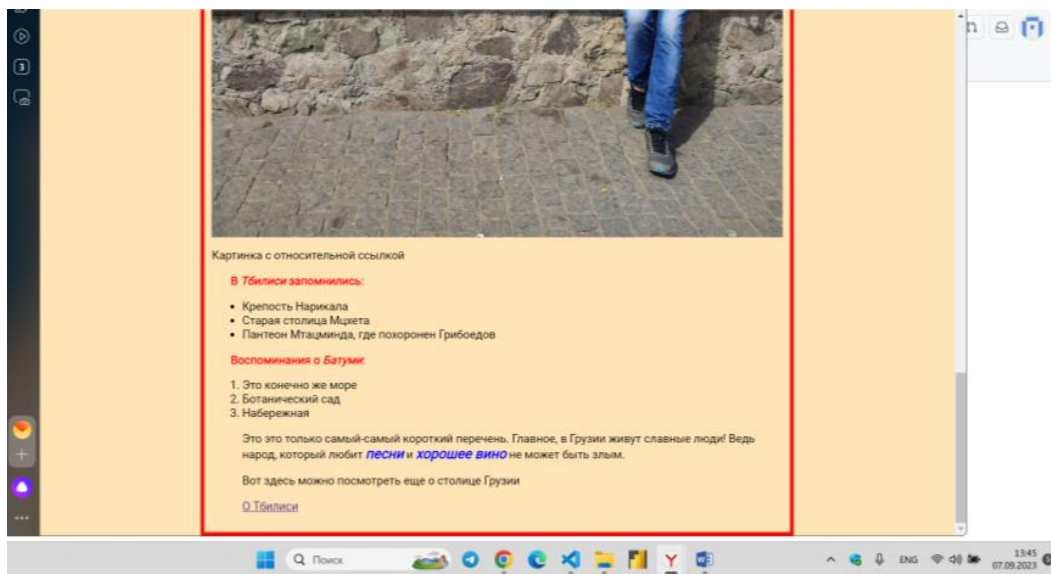 3
Картинка с относительной ссылкой
В Тбилиси запомнились:
Крепость Нарикала
Старая столица Мцхета
Пантеон Мтацминда, где похоронен Грибоедов
Воспоминания о Батуми:
1. Это конечно же море
2. Ботанический сад
3. Набережная
Это это только самый-самый короткий перечень. Главное, в Грузии живут славные люди! Ведь
народ, который любит песни и хорошее вино не может быть злым.
Вот здесь можно посмотреть еще о столице Грузии
О Тбилиси
Поиск
ENG
13:45
07.09.2023